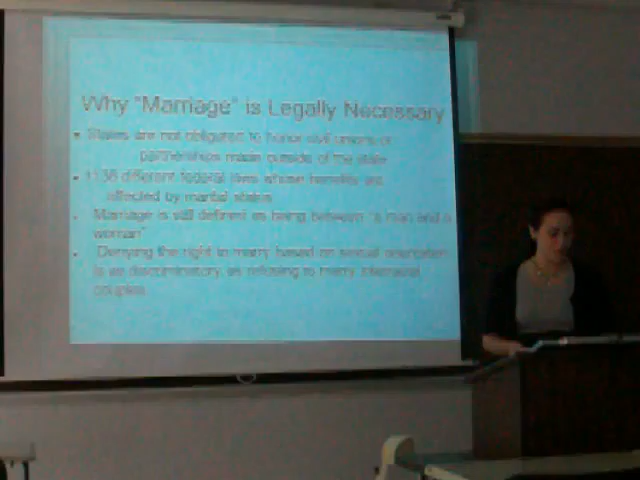 Why "Marriage" is Legally Necessary
States are not obligated to honor civil unions or
partnerships made outside of the state
1138 different federal laws whose benefits are
affected by marital status
Marriage is still defined as being between "a man and a
woman"
Denying the right to marry based on sexual orientation
is as discriminatory as refusing to marry interracial
couples